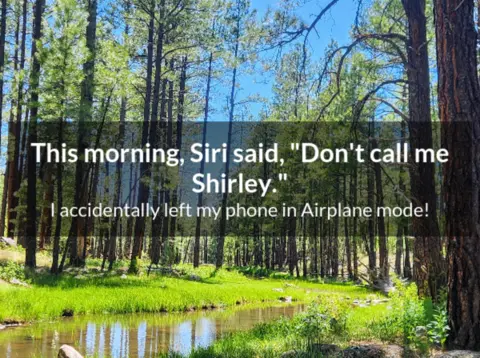 This morning, Siri said, "Don't call me
Shirley."
I accidentally left my phone in Airplane mode!